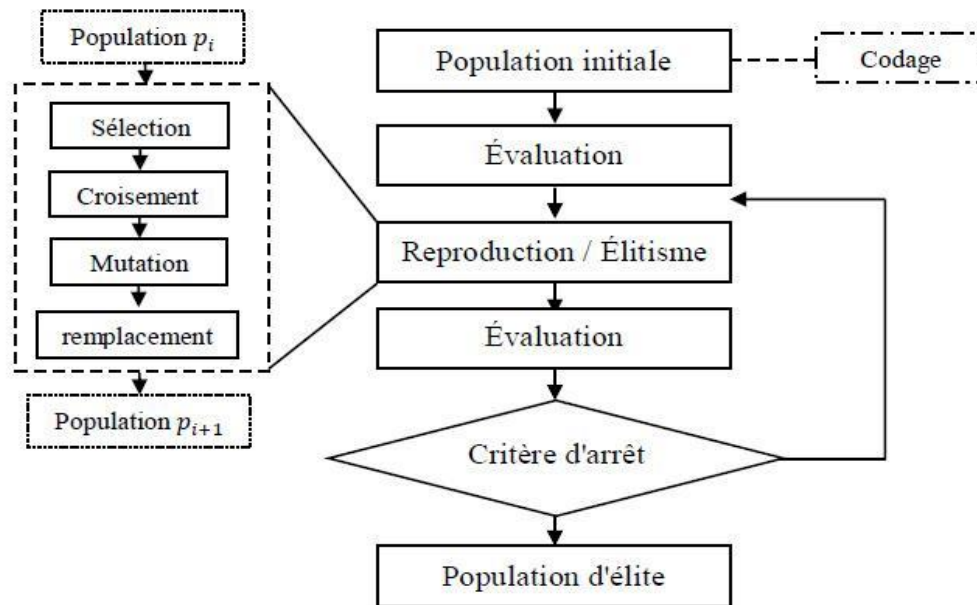 Population p_i
Sélection
Croisement
Mutation
remplacement
Population p_{i+1}
Population initiale
Codage
Évaluation
Reproduction / Élitisme
Évaluation
Critère d'arrêt
Population d'élite